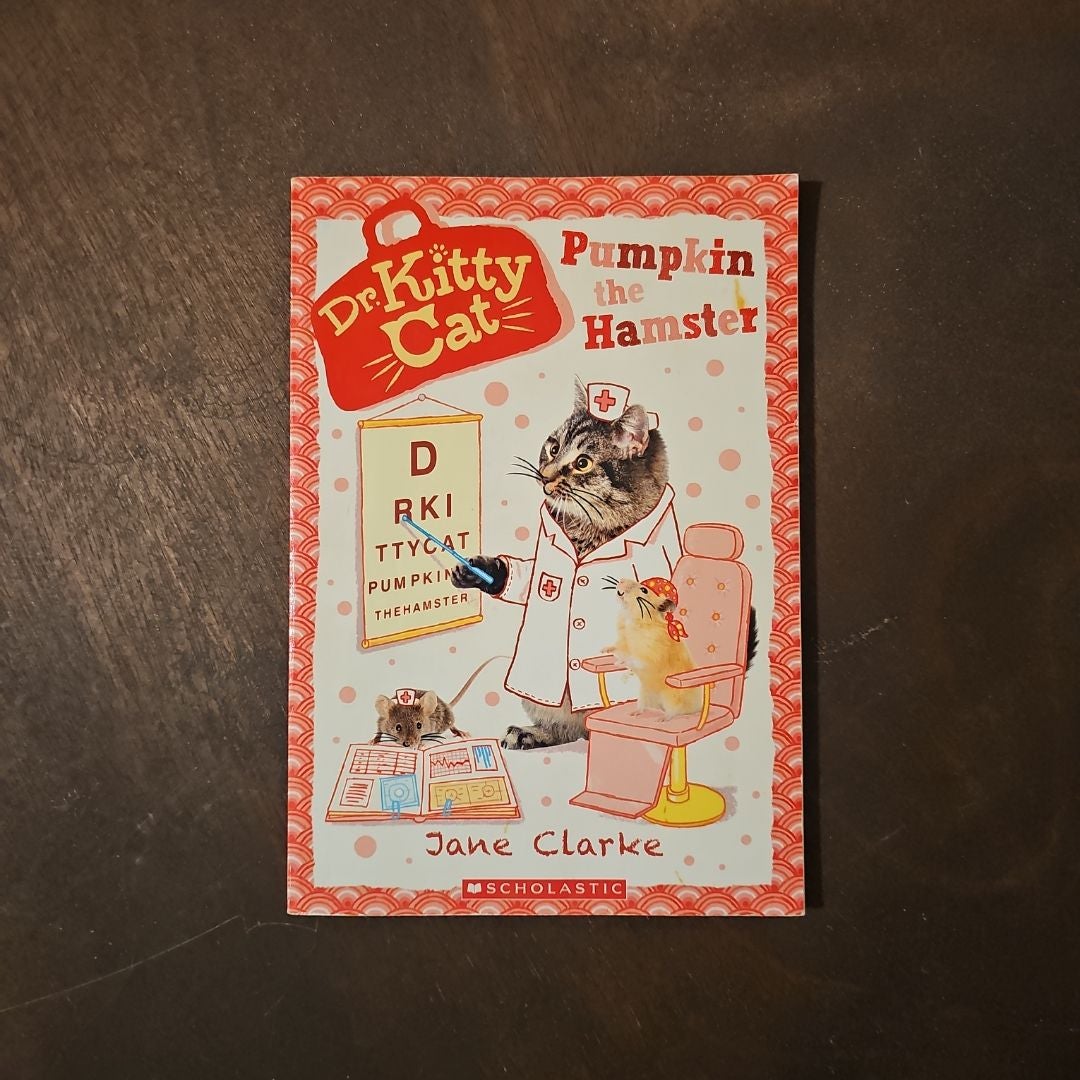 Dr. Kitty
Cat
Pumpkin
the
Hamster
D
RKI
TTYCAT
PUMPKIN
THEHAMSTER
Jane Clarke
SCHOLASTIC